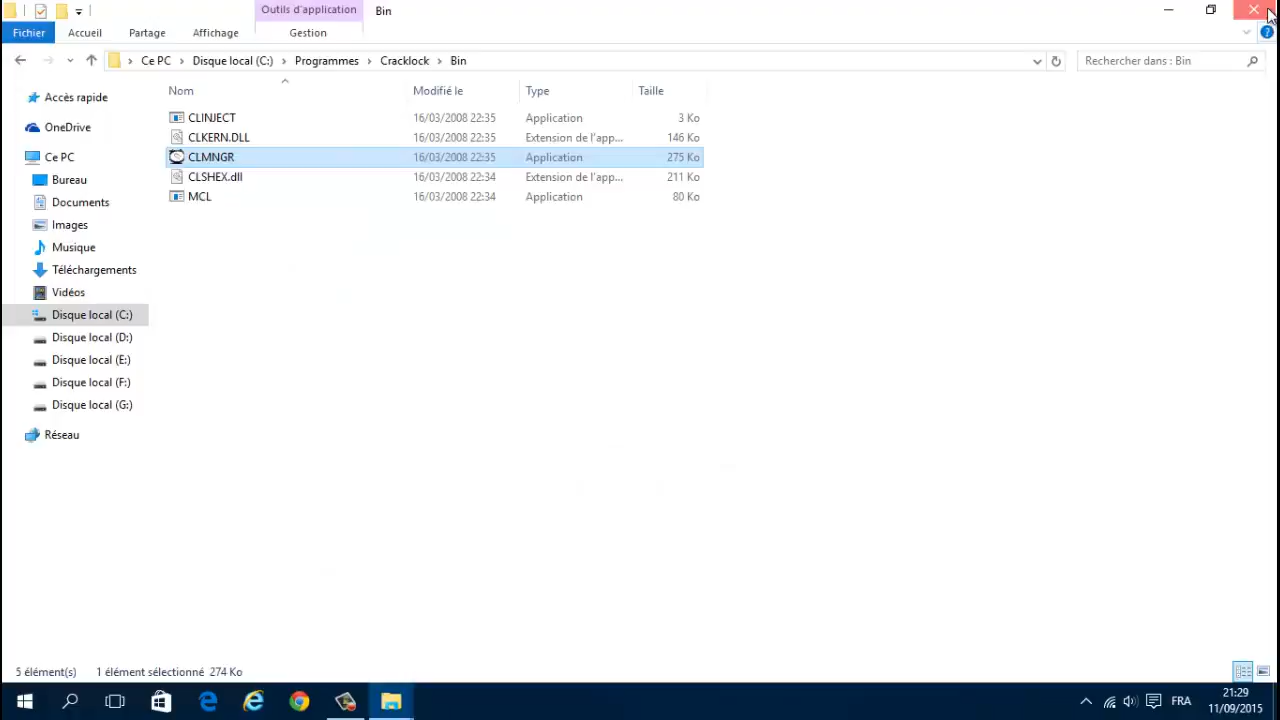 Outils d'application Bin
Fichier Accueil Partage Affichage Gestion
Ce PC Disque local (C:) Programmes Cracklock Bin Rechercher dans : Bin
Nom Modifié le Type Taille
CLINJECT 16/03/2008 22:35 Application 3 Ko
CLKERN.DLL 16/03/2008 22:35 Extension de l'app... 146 Ko
CLMNGR 16/03/2008 22:35 Application 275 Ko
CLSHEX.dll 16/03/2008 22:34 Extension de l'app... 211 Ko
MCL 16/03/2008 22:34 Application 80 Ko
Accès rapide
OneDrive
Ce PC
Bureau
Documents
Images
Musique
Téléchargements
Vidéos
Disque local (C:)
Disque local (D:)
Disque local (E:)
Disque local (F:)
Disque local (G:)
Réseau
5 élément(s) 1 élément sélectionné 274 Ko
FRA 21:29
11/09/2015